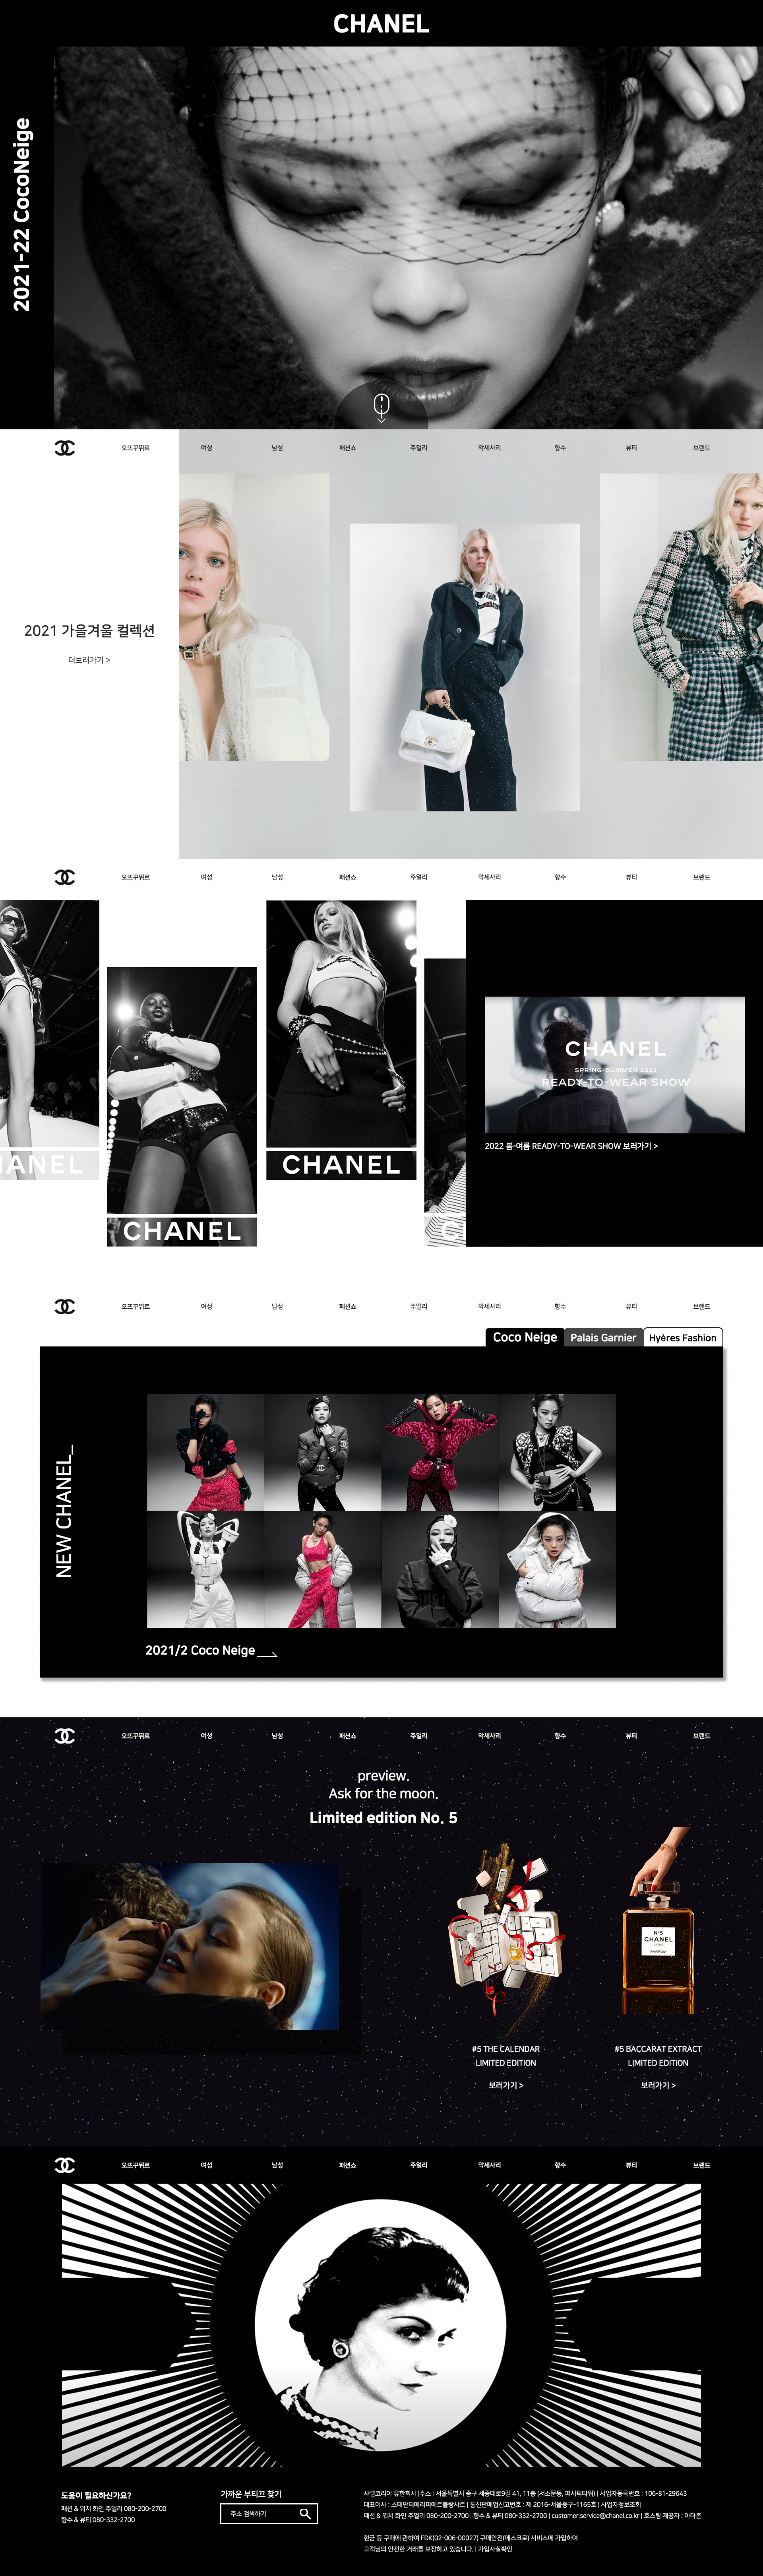 CHANEL
2021-22 CocoNeige
오뜨꾸뛰르 여성 남성 패션쇼 주얼리 악세사리 향수 뷰티 브랜드
2021 가을겨울 컬렉션
더보러가기 >
오뜨꾸뛰르 여성 남성 패션쇼 주얼리 악세사리 향수 뷰티 브랜드
HANEL
CHANEL
CHANEL
C
CHANEL
SPRING-SUMMER 2022
READY-TO-WEAR SHOW
2022 봄-여름 READY-TO-WEAR SHOW 보러가기 >
오뜨꾸뛰르 여성 남성 패션쇼 주얼리 악세사리 향수 뷰티 브랜드
Coco Neige Palais Garnier Hyères Fashion
NEW CHANEL_
2021/2 Coco Neige
오뜨꾸뛰르 여성 남성 패션쇼 주얼리 악세사리 향수 뷰티 브랜드
preview.
Ask for the moon.
Limited edition No. 5
N°5
CHANEL
PARIS
PARFUM
#5 THE CALENDAR
LIMITED EDITION
보러가기 >
#5 BACCARAT EXTRACT
LIMITED EDITION
보러가기 >
오뜨꾸뛰르 여성 남성 패션쇼 주얼리 악세사리 향수 뷰티 브랜드
도움이 필요하신가요?
패션 & 워치 화인 주얼리 080-200-2700
향수 & 뷰티 080-332-2700
가까운 부티끄 찾기
주소 검색하기
샤넬코리아 유한회사 |주소 : 서울특별시 중구 세종대로9길 41, 11층 (서소문동, 퍼시픽타워) | 사업자등록번호 : 106-81-29643
대표이사 : 스테판티에리피에르블랑샤르 | 통신판매업신고번호 : 제 2016-서울중구-1165호 | 사업자정보조회
패션 & 워치 화인 주얼리 080-200-2700 | 향수 & 뷰티 080-332-2700 | customer.service@chanel.co.kr | 호스팅 제공자 : 아마존
현금 등 구매에 관하여 FDK(02-006-00027) 구매안전(에스크로) 서비스에 가입하여
고객님의 안전한 거래를 보장하고 있습니다. | 가입사실확인